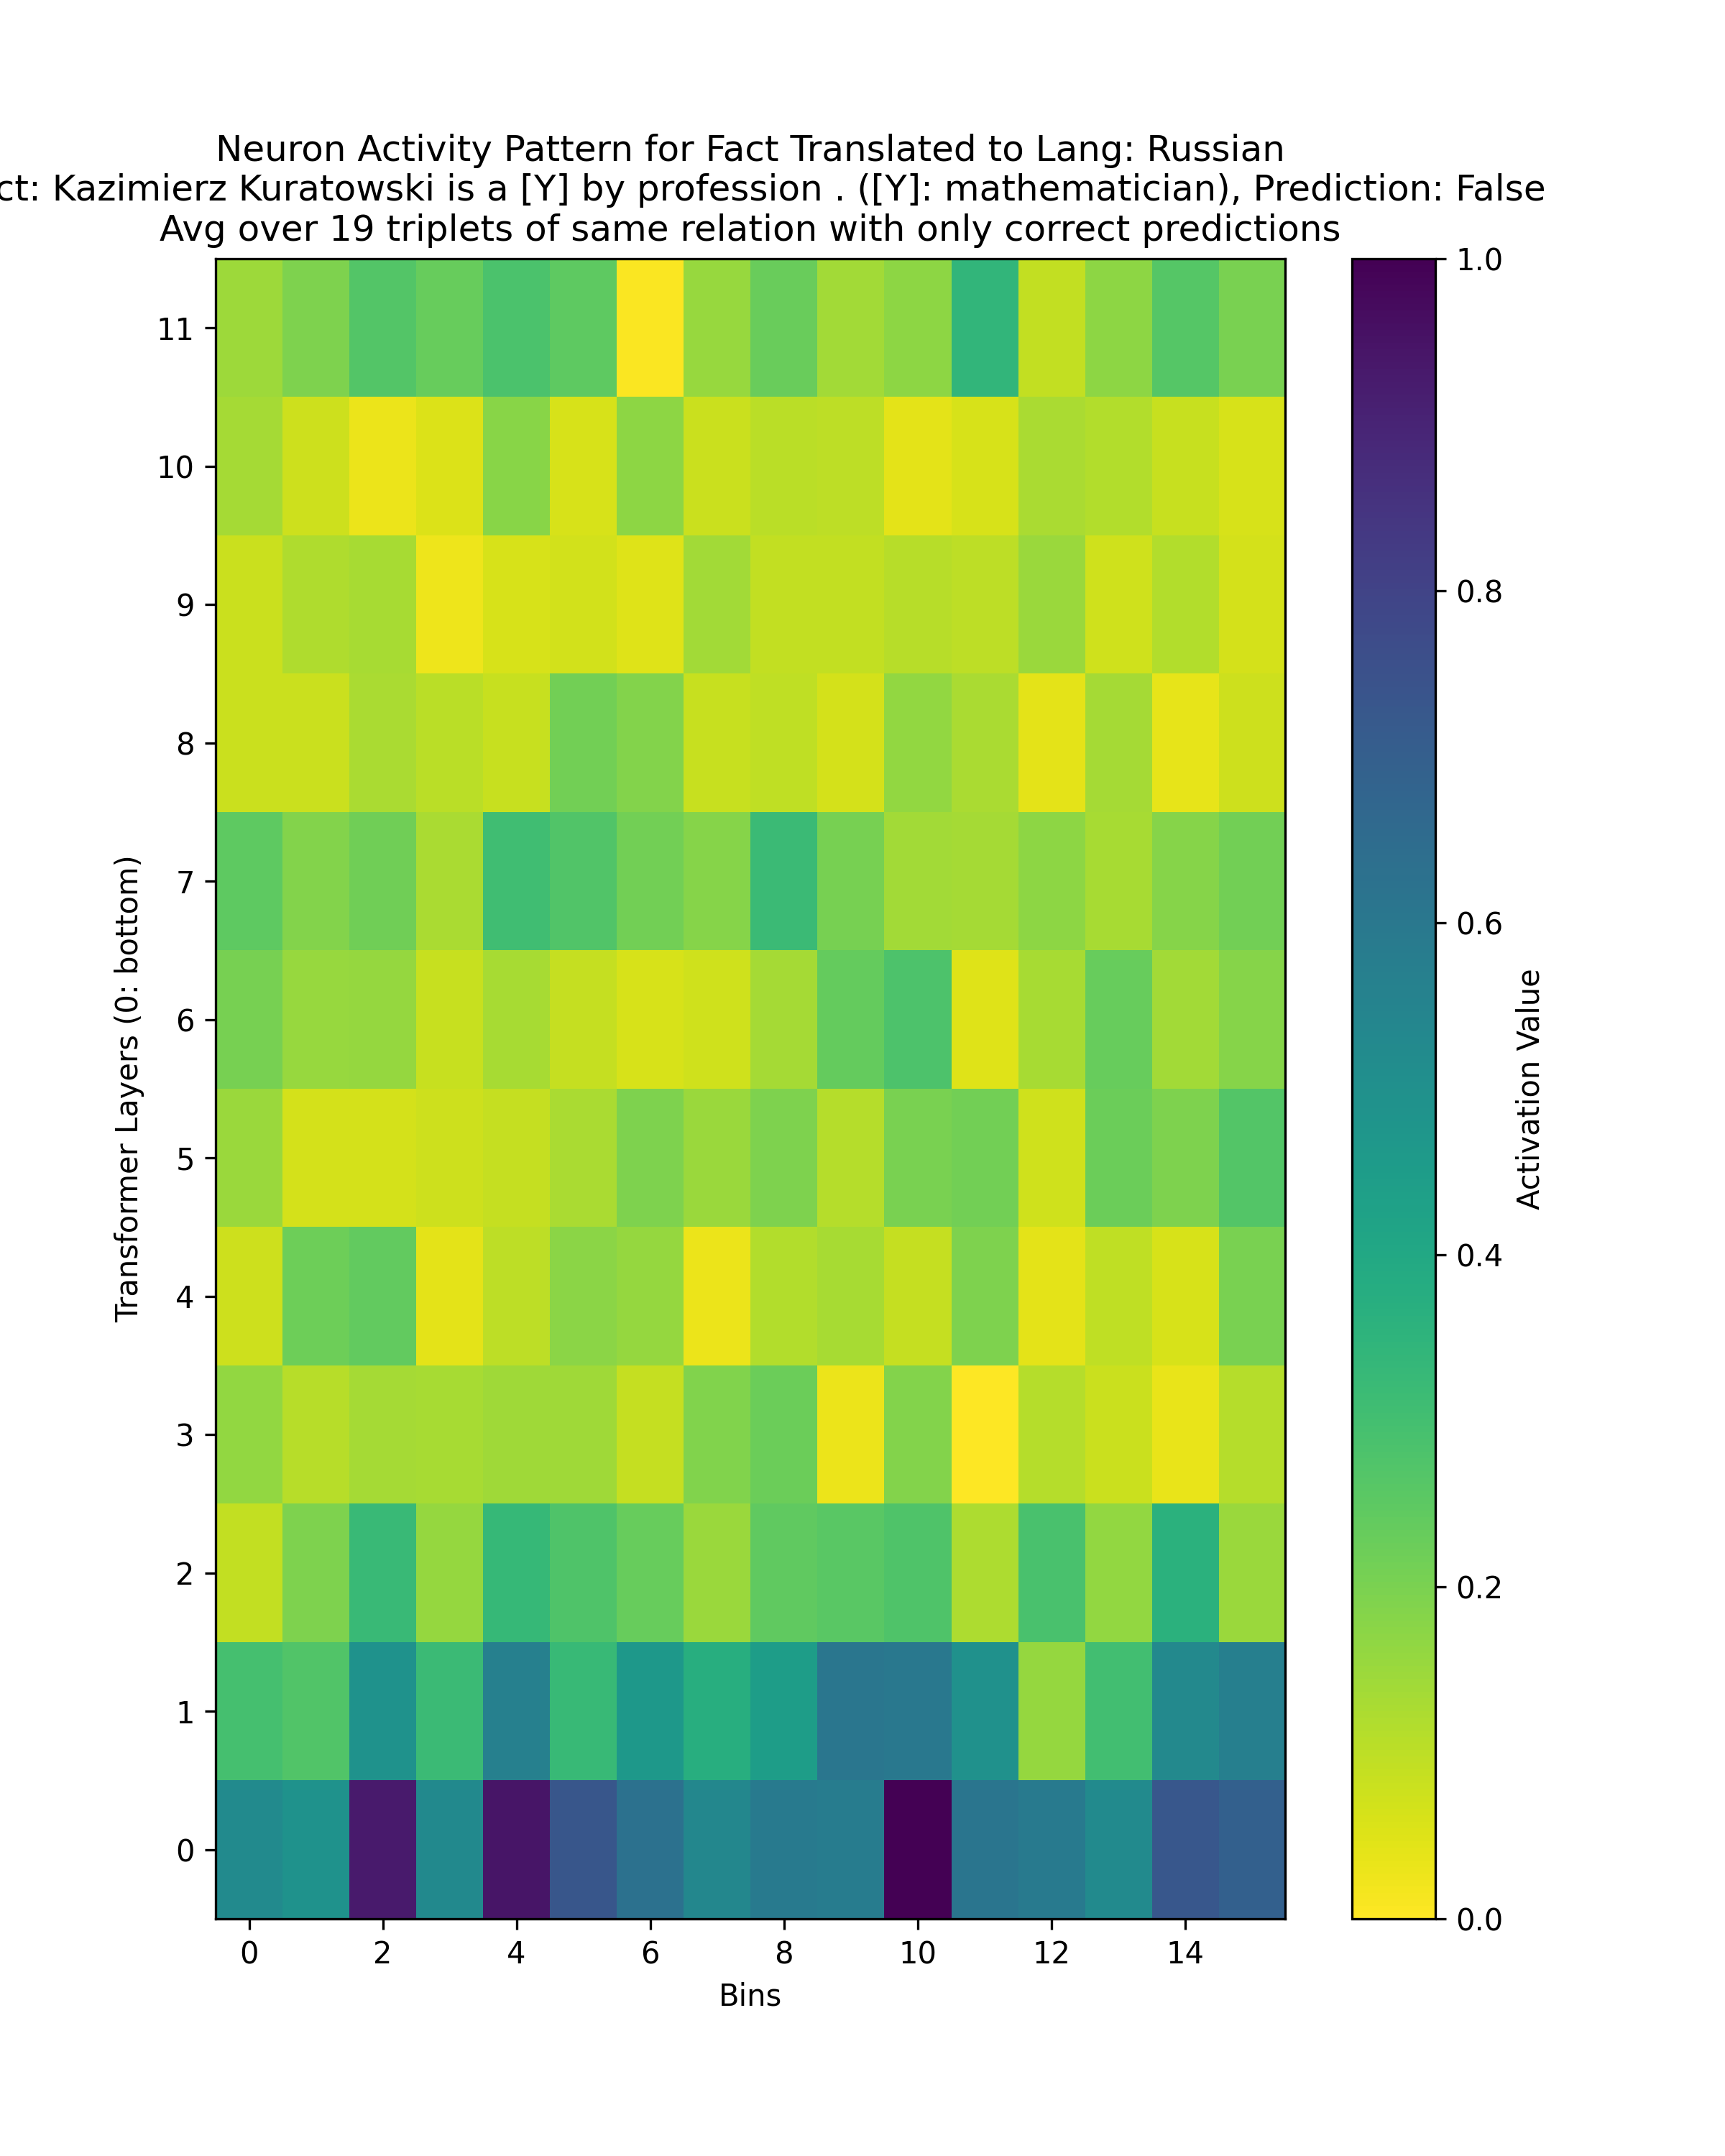 Neuron Activity Pattern for Fact Translated to Lang: Russian
ct: Kazimierz Kuratowski is a [Y] by profession . ([Y]: mathematician), Prediction: False
Avg over 19 triplets of same relation with only correct predictions
11
10
9
8
7
6
5
4
3
2
1
0
Transformer Layers (0: bottom)
0 2 4 6 8 10 12 14
Bins
1.0
0.8
0.6
0.4
0.2
0.0
Activation Value